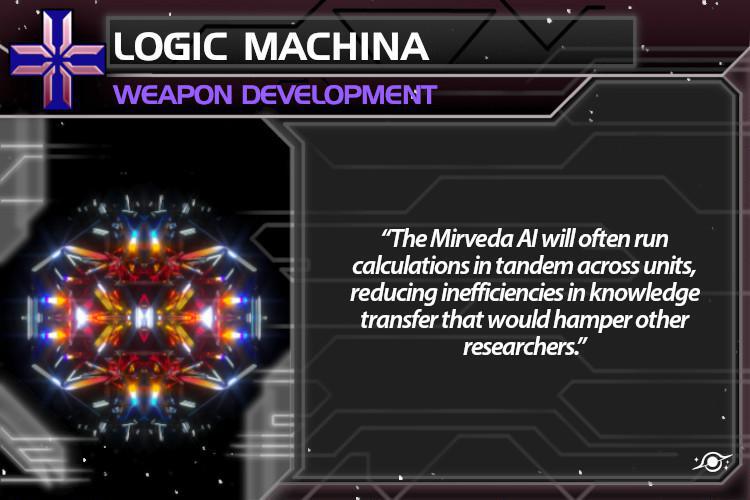 LOGIC MACHINA
WEAPON DEVELOPMENT
“The Mirveda AI will often run
calculations in tandem across units,
reducing inefficiencies in knowledge
transfer that would hamper other
researchers.”